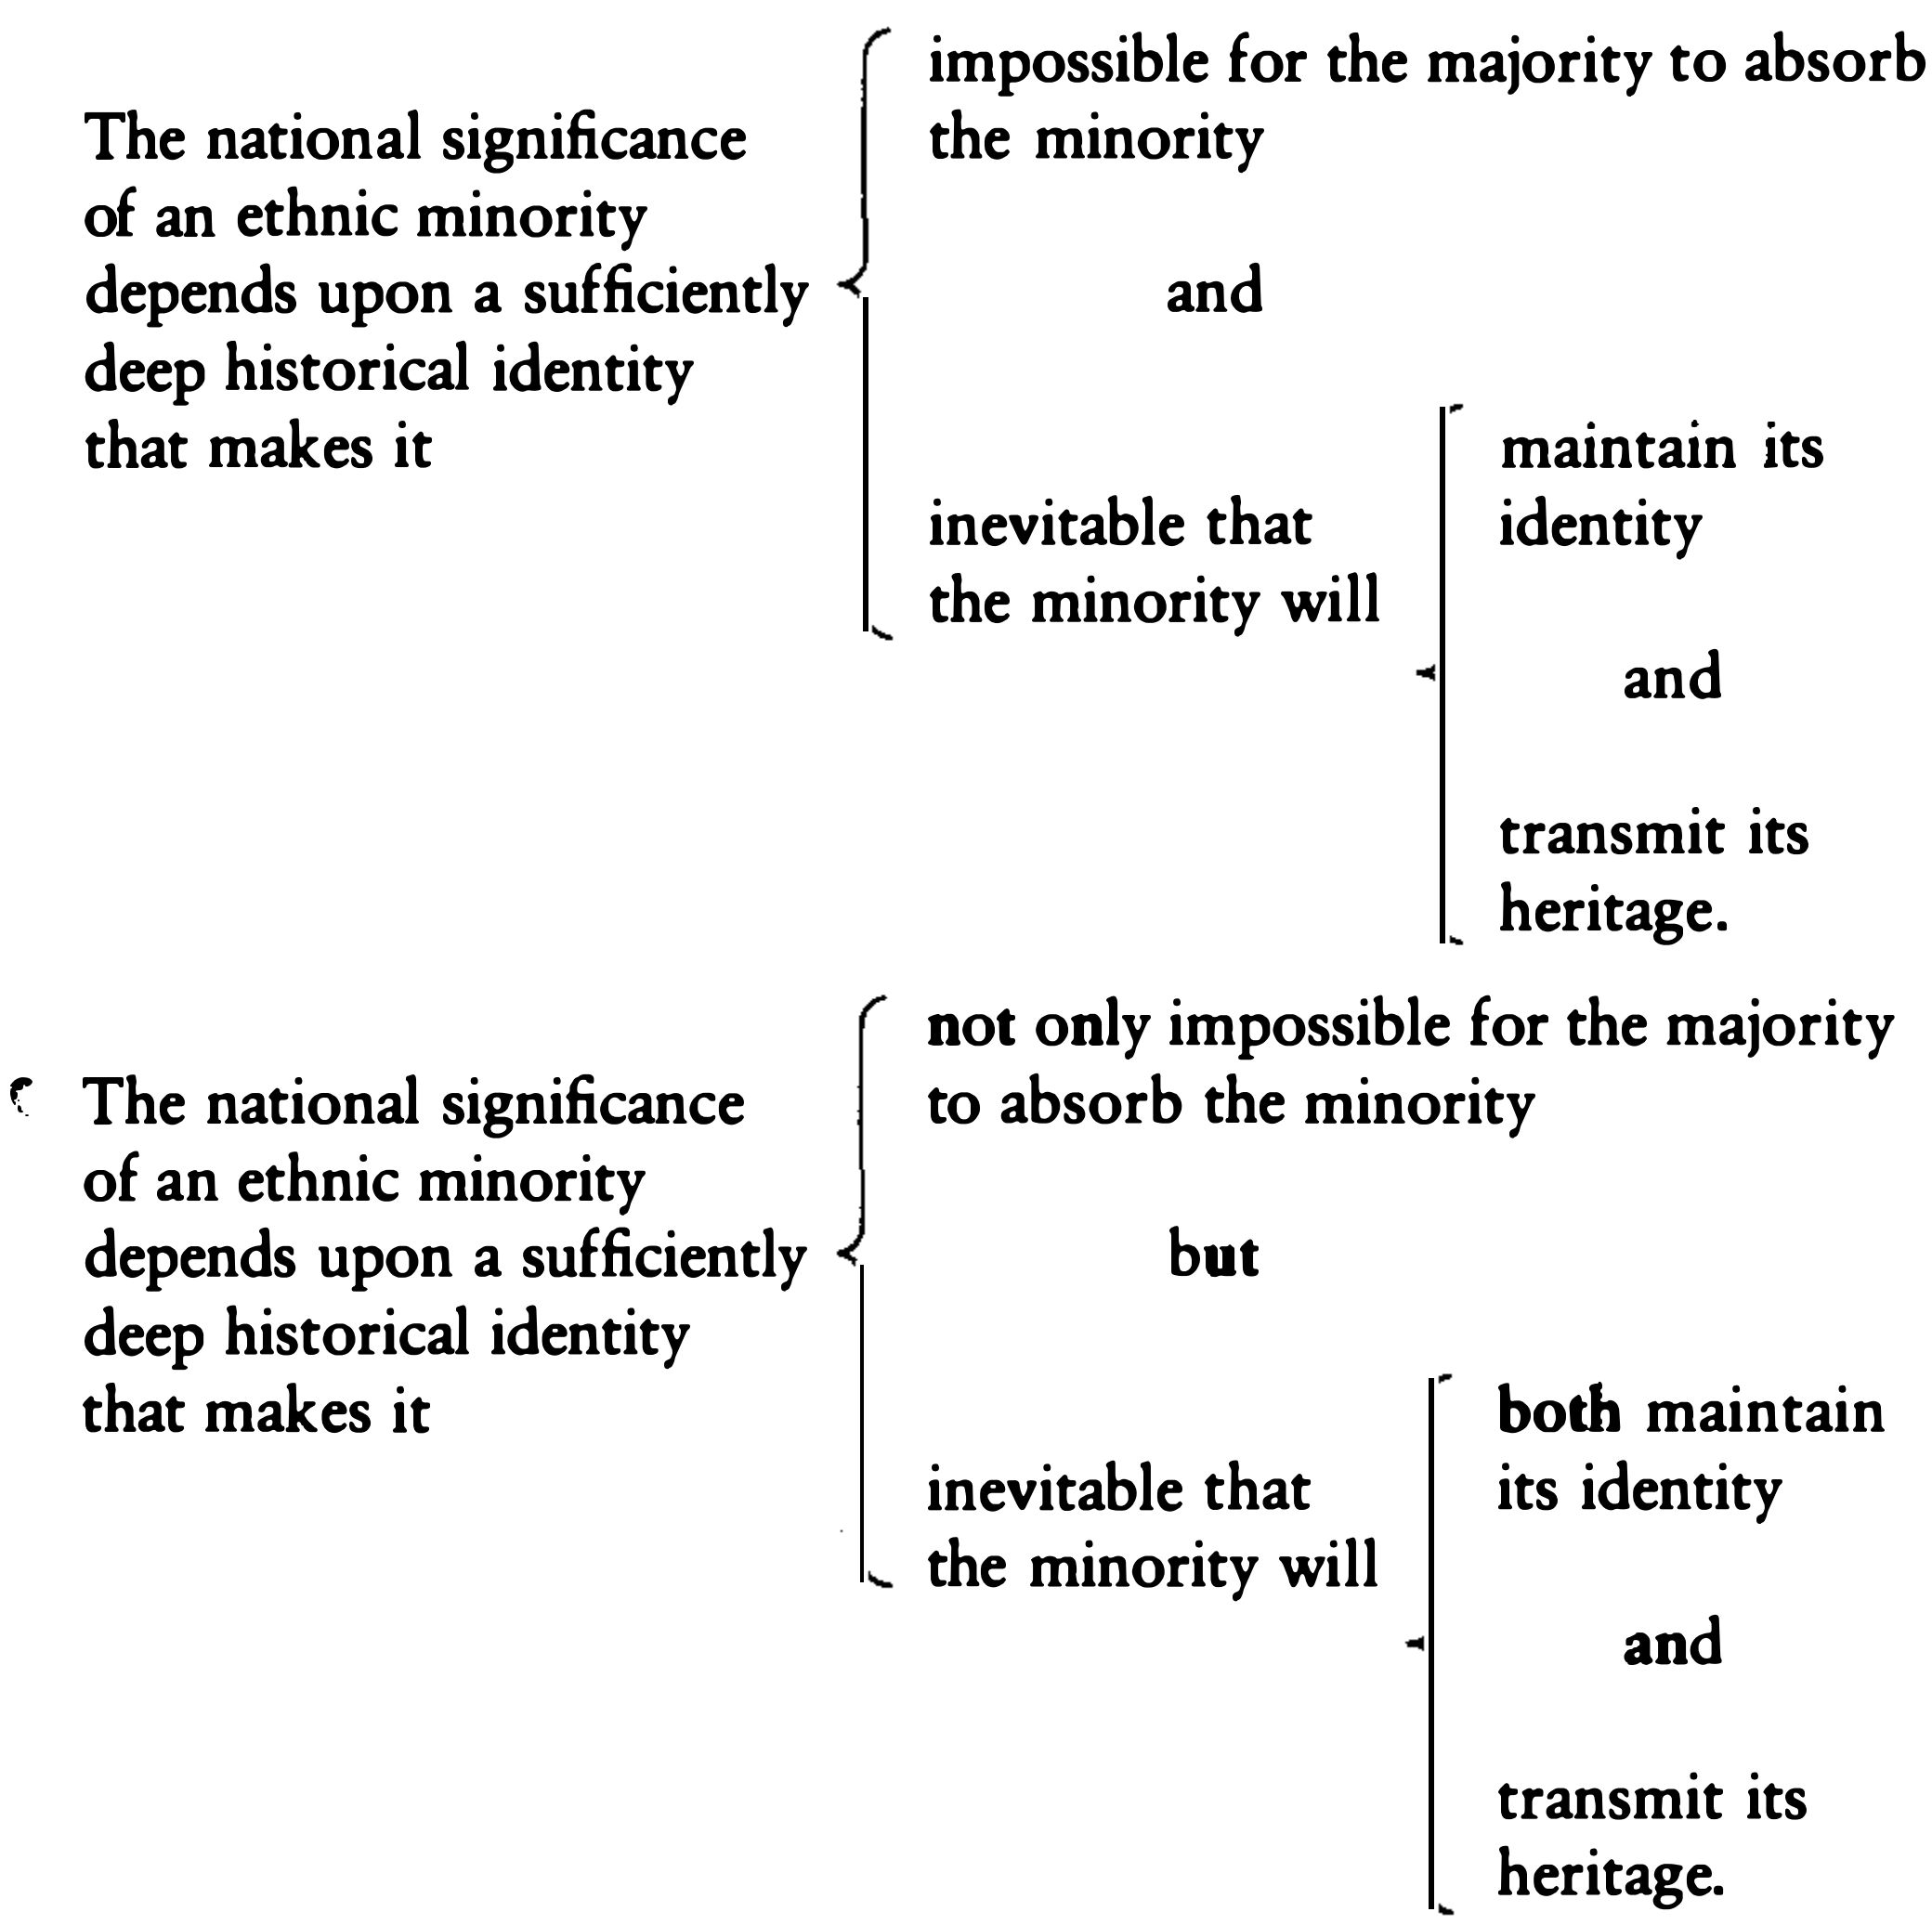 The national significance
of an ethnic minority
depends upon a sufficiently
deep historical identity
that makes it
impossible for the majority to absorb
the minority
and
inevitable that
the minority will
maintain its
identity
and
transmit its
heritage.
The national significance
of an ethnic minority
depends upon a sufficiently
deep historical identity
that makes it
not only impossible for the majority
to absorb the minority
but
inevitable that
the minority will
both maintain
its identity
and
transmit its
heritage.